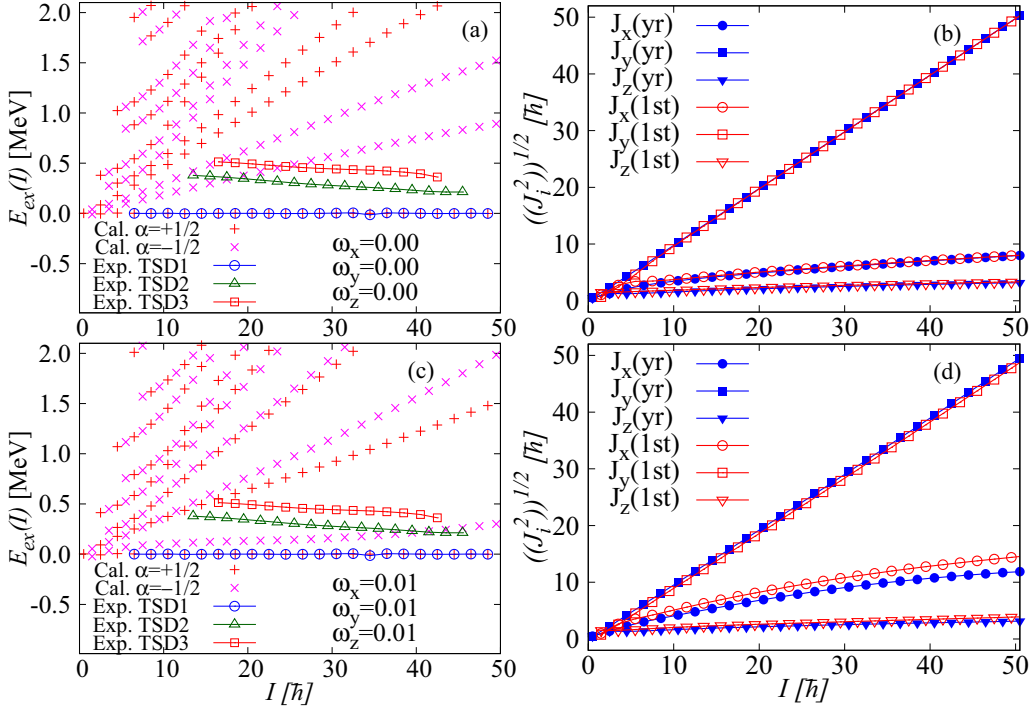 (a)
2.0
1.5
1.0
0.5
0.0
-0.5
E_ex(I) [MeV]
Cal. α=+1/2
Cal. α=−1/2
Exp. TSD1
Exp. TSD2
Exp. TSD3
ω_x=0.00
ω_y=0.00
ω_z=0.00
0 10 20 30 40 50
(b)
50
40
30
20
10
0
((J_i^2))^1/2 [ħ]
J_x(yr)
J_y(yr)
J_z(yr)
J_x(1st)
J_y(1st)
J_z(1st)
0 10 20 30 40 50
(c)
2.0
1.5
1.0
0.5
0.0
-0.5
E_ex(I) [MeV]
Cal. α=+1/2
Cal. α=−1/2
Exp. TSD1
Exp. TSD2
Exp. TSD3
ω_x=0.01
ω_y=0.01
ω_z=0.01
0 10 20 30 40 50
I [ħ]
(d)
50
40
30
20
10
0
((J_i^2))^1/2 [ħ]
J_x(yr)
J_y(yr)
J_z(yr)
J_x(1st)
J_y(1st)
J_z(1st)
0 10 20 30 40 50
I [ħ]